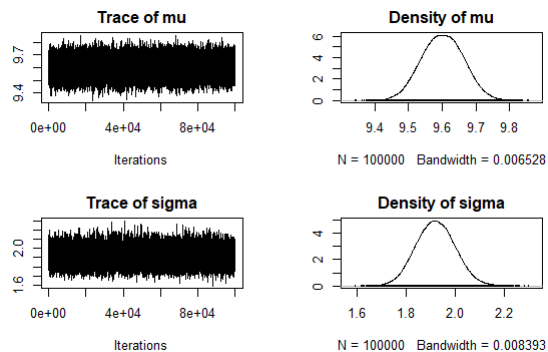 Trace of mu
9.4 9.7
0e+00 4e+04 8e+04
Iterations
Density of mu
0 2 4 6
9.4 9.5 9.6 9.7 9.8
N = 100000 Bandwidth = 0.006528
Trace of sigma
1.6 2.0
0e+00 4e+04 8e+04
Iterations
Density of sigma
0 2 4
1.6 1.8 2.0 2.2
N = 100000 Bandwidth = 0.008393